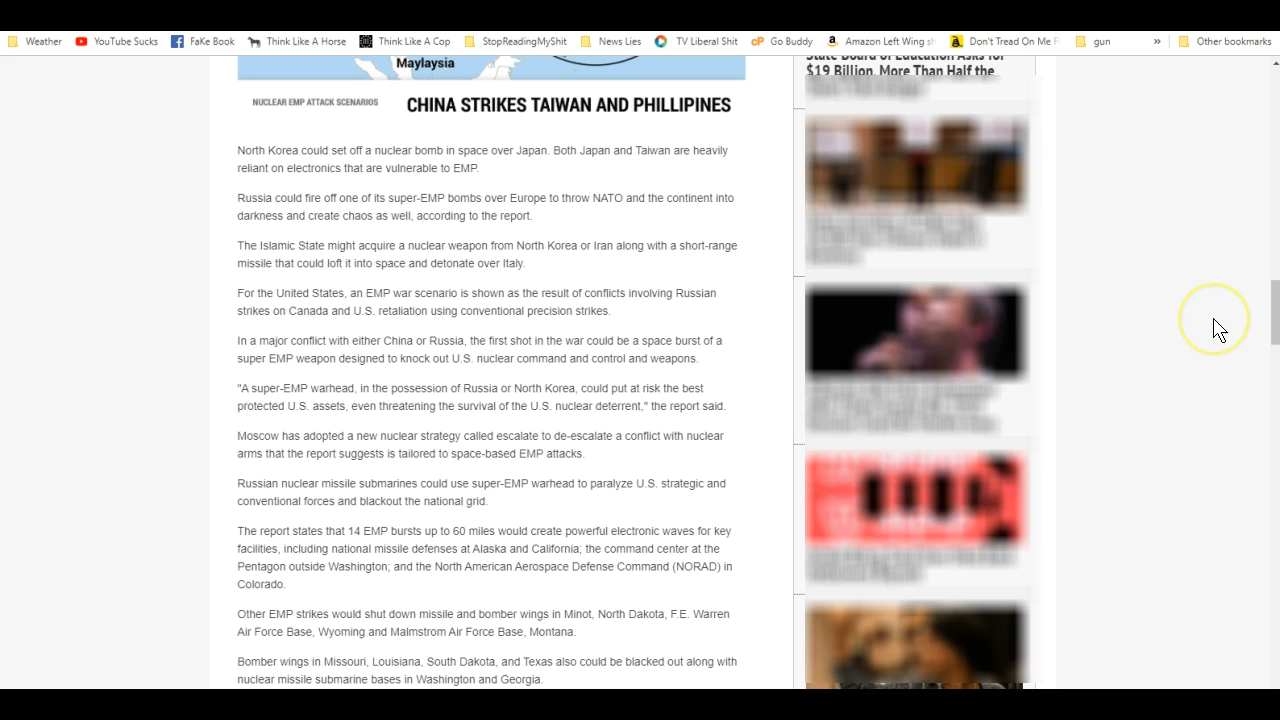 Weather YouTube Sucks FaKe Book Think Like A Horse Think Like A Cop StopReadingMyShit News Lies TV Liberal Shit Go Buddy Amazon Left Wing sh Don't Tread On Me F gun » Other bookmarks
Maylaysia
NUCLEAR EMP ATTACK SCENARIOS CHINA STRIKES TAIWAN AND PHILLIPINES
North Korea could set off a nuclear bomb in space over Japan. Both Japan and Taiwan are heavily
reliant on electronics that are vulnerable to EMP.
Russia could fire off one of its super-EMP bombs over Europe to throw NATO and the continent into
darkness and create chaos as well, according to the report.
The Islamic State might acquire a nuclear weapon from North Korea or Iran along with a short-range
missile that could loft it into space and detonate over Italy.
For the United States, an EMP war scenario is shown as the result of conflicts involving Russian
strikes on Canada and U.S. retaliation using conventional precision strikes.
In a major conflict with either China or Russia, the first shot in the war could be a space burst of a
super EMP weapon designed to knock out U.S. nuclear command and control and weapons.
"A super-EMP warhead, in the possession of Russia or North Korea, could put at risk the best
protected U.S. assets, even threatening the survival of the U.S. nuclear deterrent," the report said.
Moscow has adopted a new nuclear strategy called escalate to de-escalate a conflict with nuclear
arms that the report suggests is tailored to space-based EMP attacks.
Russian nuclear missile submarines could use super-EMP warhead to paralyze U.S. strategic and
conventional forces and blackout the national grid.
The report states that 14 EMP bursts up to 60 miles would create powerful electronic waves for key
facilities, including national missile defenses at Alaska and California; the command center at the
Pentagon outside Washington; and the North American Aerospace Defense Command (NORAD) in
Colorado.
Other EMP strikes would shut down missile and bomber wings in Minot, North Dakota, F.E. Warren
Air Force Base, Wyoming and Malmstrom Air Force Base, Montana.
Bomber wings in Missouri, Louisiana, South Dakota, and Texas also could be blacked out along with
nuclear missile submarine bases in Washington and Georgia.
State Board of Education Asks for
$19 Billion, More Than Half the